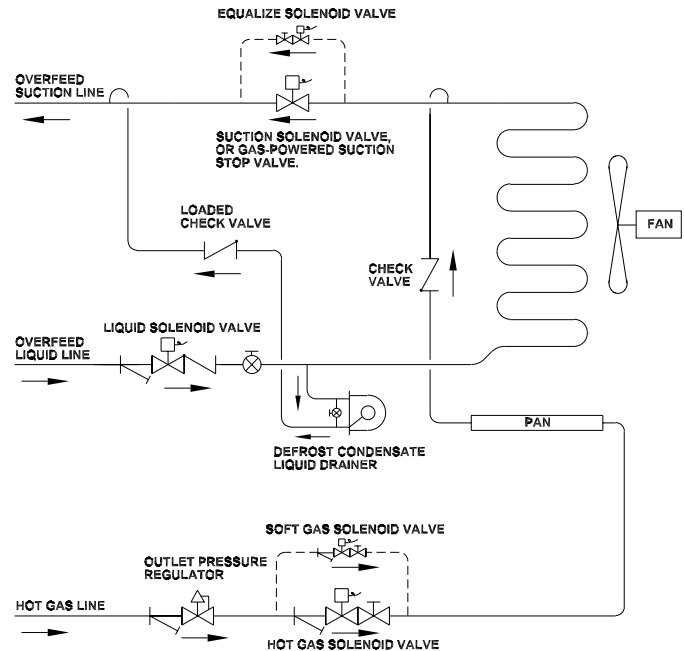 EQUALIZE SOLENOID VALVE
OVERFEED
SUCTION LINE
SUCTION SOLENOID VALVE,
OR GAS-POWERED SUCTION
STOP VALVE.
LOADED
CHECK VALVE
FAN
CHECK
VALVE
LIQUID SOLENOID VALVE
OVERFEED
LIQUID LINE
PAN
DEFROST CONDENSATE
LIQUID DRAINER
SOFT GAS SOLENOID VALVE
OUTLET PRESSURE
REGULATOR
HOT GAS LINE
HOT GAS SOLENOID VALVE